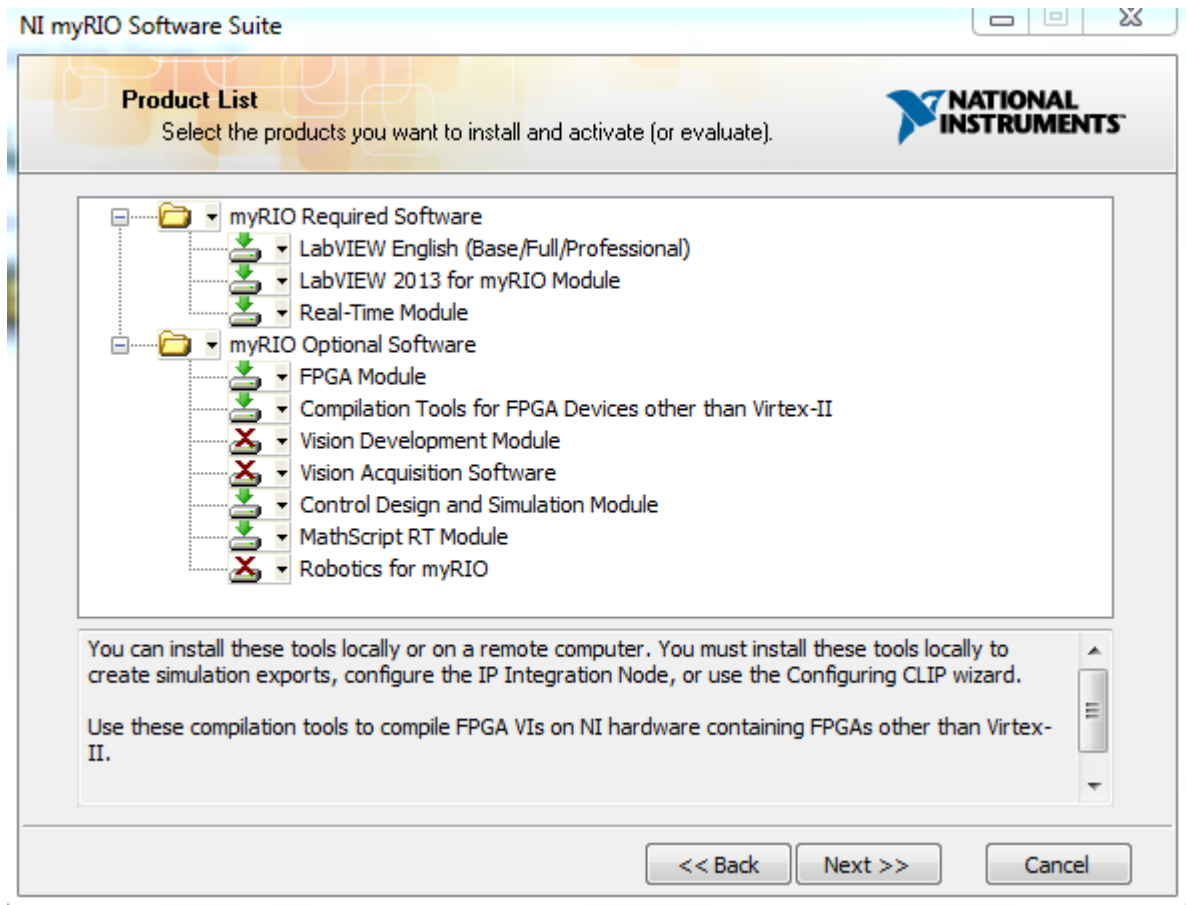 NI myRIO Software Suite
Product List
Select the products you want to install and activate (or evaluate).
NATIONAL
INSTRUMENTS™
myRIO Required Software
LabVIEW English (Base/Full/Professional)
LabVIEW 2013 for myRIO Module
Real-Time Module
myRIO Optional Software
FPGA Module
Compilation Tools for FPGA Devices other than Virtex-II
Vision Development Module
Vision Acquisition Software
Control Design and Simulation Module
MathScript RT Module
Robotics for myRIO
You can install these tools locally or on a remote computer. You must install these tools locally to
create simulation exports, configure the IP Integration Node, or use the Configuring CLIP wizard.
Use these compilation tools to compile FPGA VIs on NI hardware containing FPGAs other than Virtex-
II.
<< Back
Next >>
Cancel